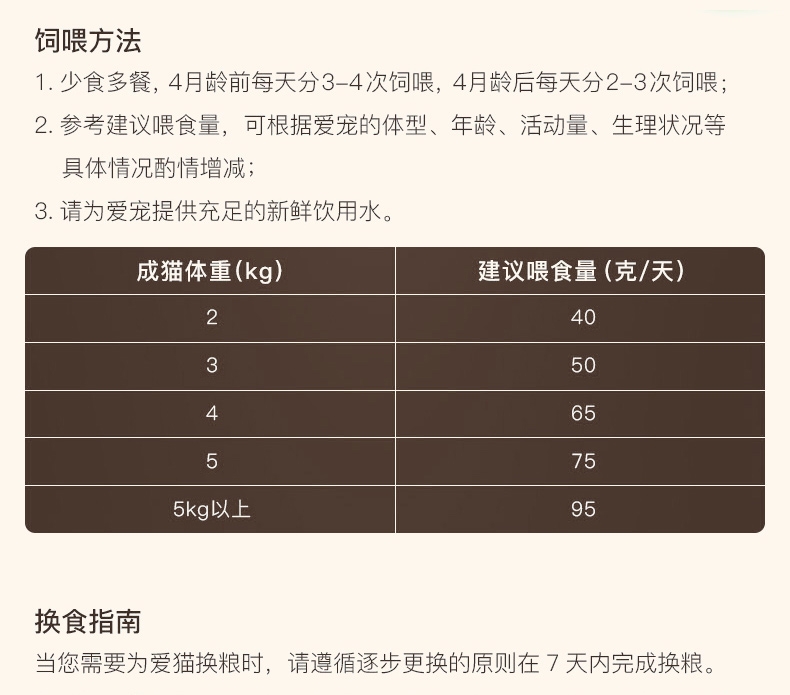 饲喂方法
1. 少食多餐, 4月龄前每天分3-4次饲喂, 4月龄后每天分2-3次饲喂;
2. 参考建议喂食量, 可根据爱宠的体型、年龄、活动量、生理状况等
具体情况酌情增减;
3. 请为爱宠提供充足的新鲜饮用水。
成猫体重(kg) 建议喂食量 (克/天)
2 40
3 50
4 65
5 75
5kg以上 95
换食指南
当您需要为爱猫换粮时, 请遵循逐步更换的原则在 7 天内完成换粮。